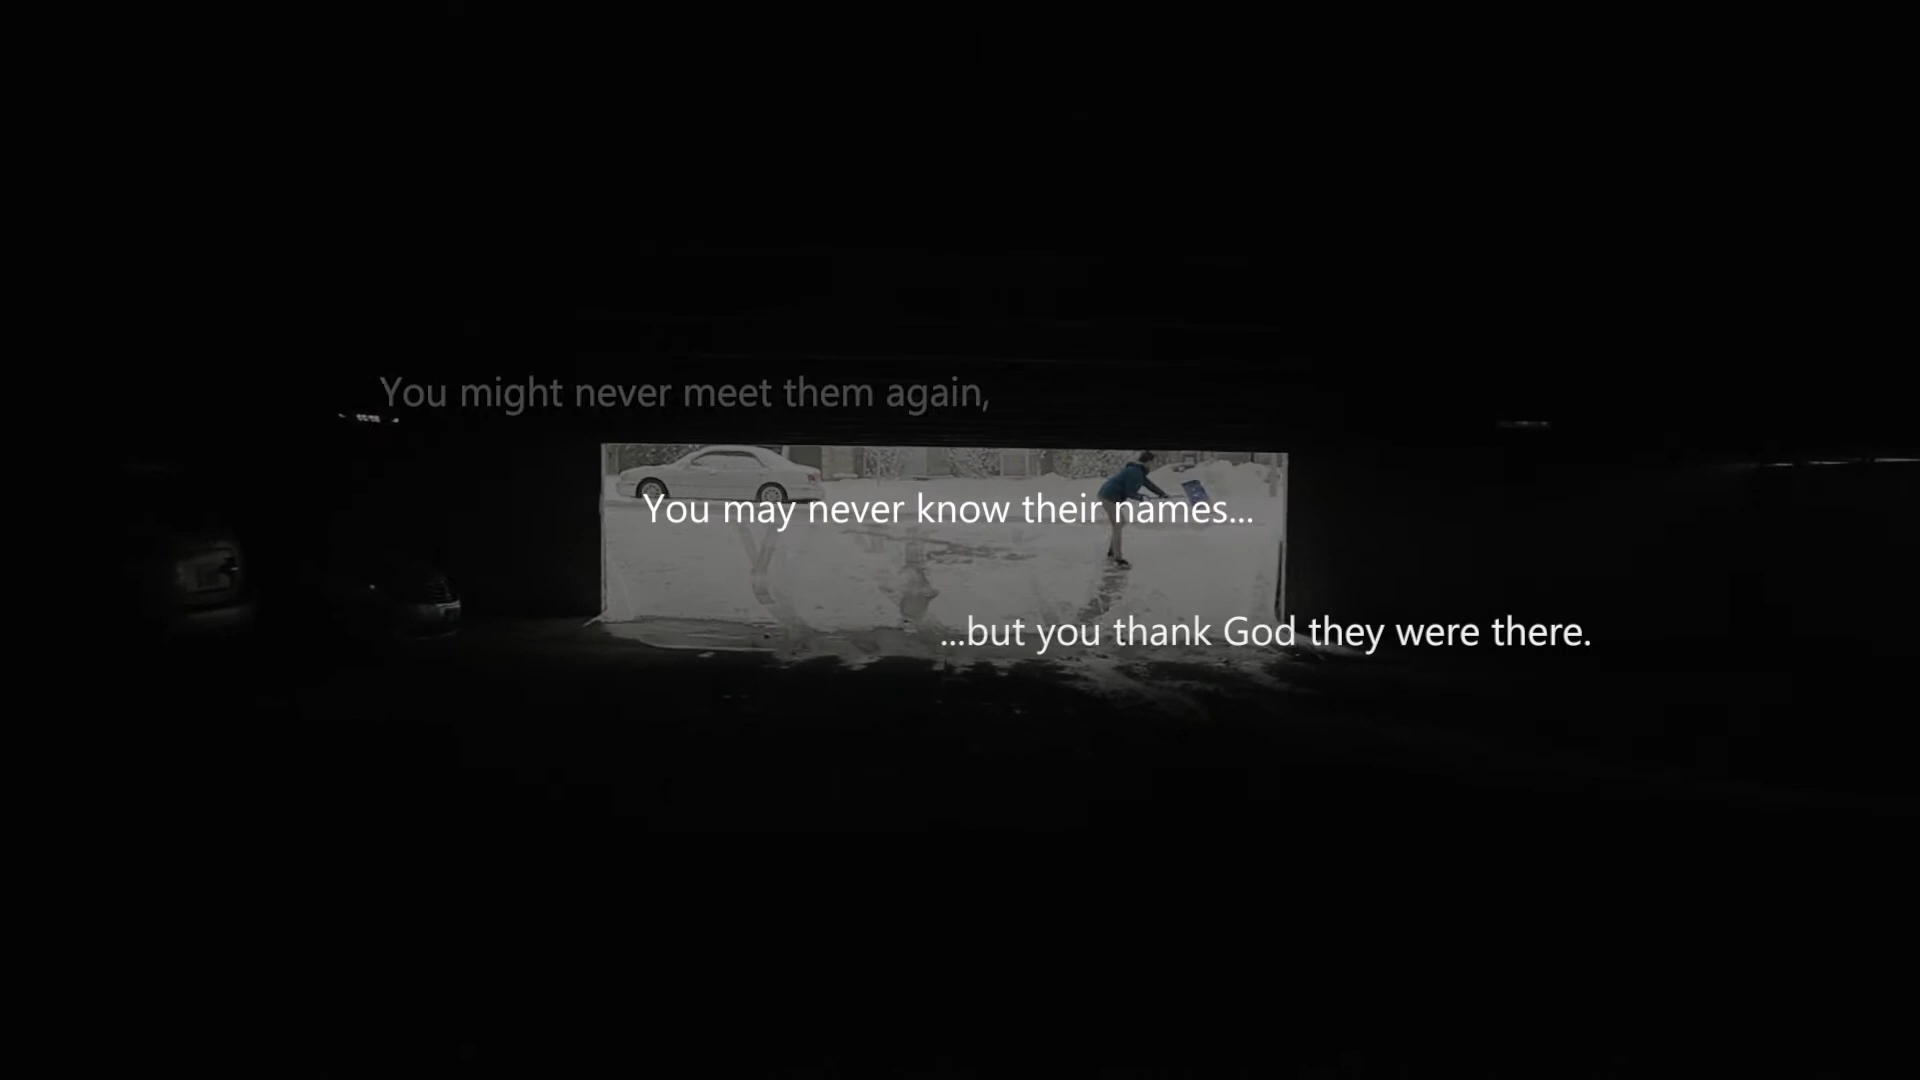 You might never meet them again,
You may never know their names...
...but you thank God they were there.